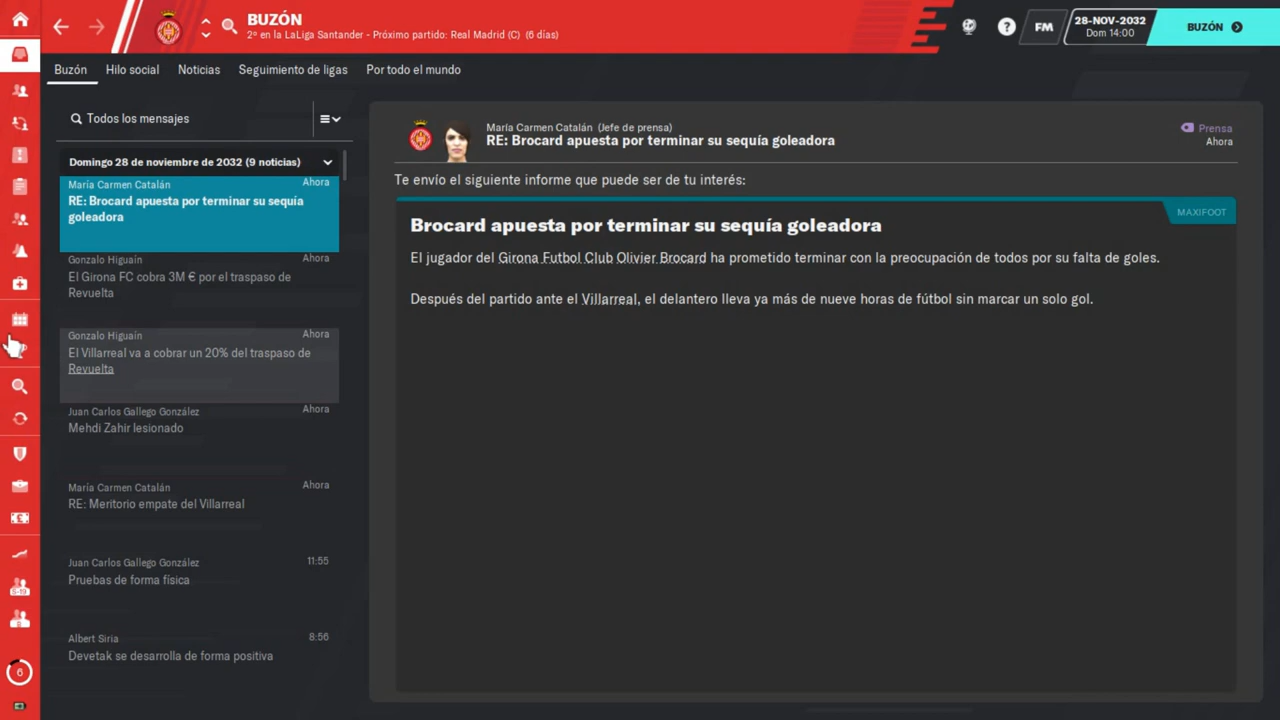 BUZÓN
2º en la LaLiga Santander - Próximo partido: Real Madrid (C) (6 días)
?
FM
28-NOV-2032
Dom 14:00
BUZÓN
Buzón
Hilo social
Noticias
Seguimiento de ligas
Por todo el mundo
Todos los mensajes
Domingo 28 de noviembre de 2032 (9 noticias)
María Carmen Catalán
Ahora
RE: Brocard apuesta por terminar su sequía
goleadora
Gonzalo Higuaín
Ahora
El Girona FC cobra 3M € por el traspaso de
Revuelta
Gonzalo Higuaín
Ahora
El Villarreal va a cobrar un 20% del traspaso de
Revuelta
Juan Carlos Gallego González
Ahora
Mehdi Zahir lesionado
María Carmen Catalán
Ahora
RE: Meritorio empate del Villarreal
Juan Carlos Gallego González
11:55
Pruebas de forma física
Albert Siria
8:56
Devetak se desarrolla de forma positiva
María Carmen Catalán (Jefe de prensa)
RE: Brocard apuesta por terminar su sequía goleadora
Prensa
Ahora
Te envío el siguiente informe que puede ser de tu interés:
MAXIFOOT
Brocard apuesta por terminar su sequía goleadora
El jugador del Girona Futbol Club Olivier Brocard ha prometido terminar con la preocupación de todos por su falta de goles.
Después del partido ante el Villarreal, el delantero lleva ya más de nueve horas de fútbol sin marcar un solo gol.
6